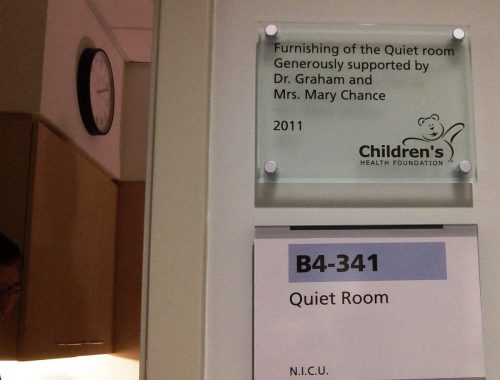 Furnishing of the Quiet room
Generously supported by
Dr. Graham and
Mrs. Mary Chance
2011
Children's
HEALTH FOUNDATION
B4-341
Quiet Room
N.I.C.U.